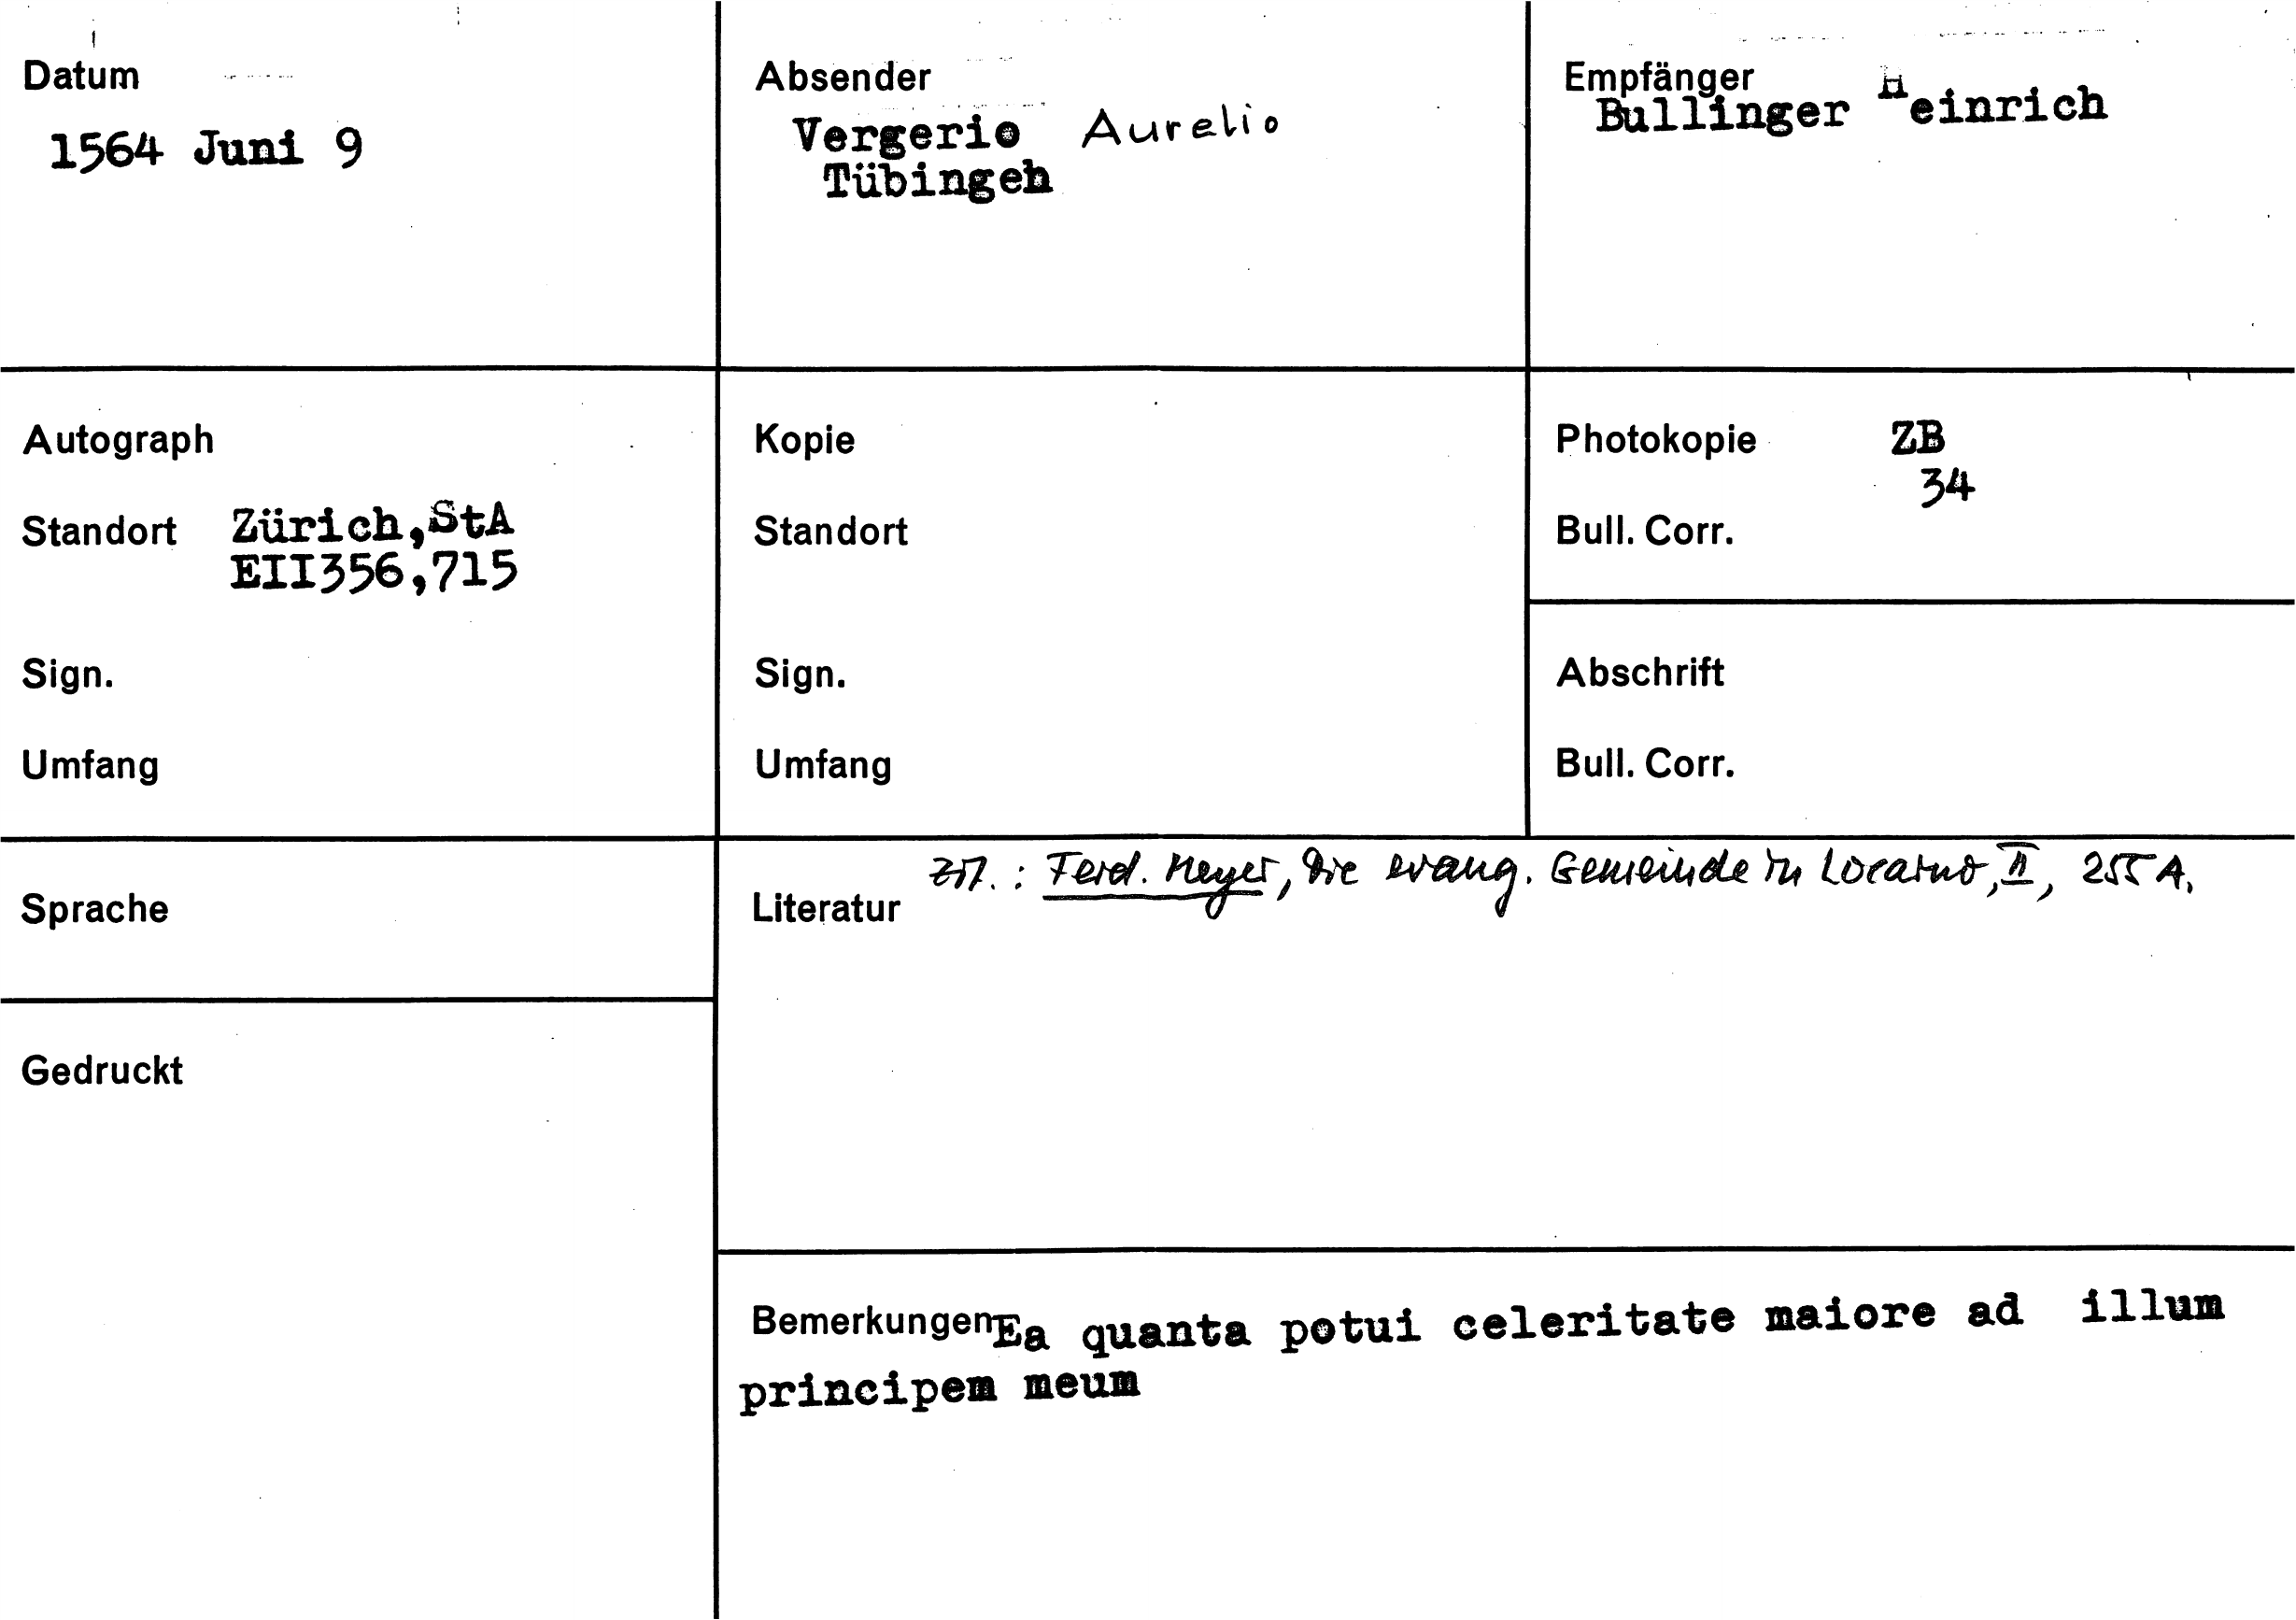 Datum
1564 Juni 9
Absender
Vergerio Aurelio
Tübingen
Empfänger
Bullinger Heinrich
Autograph
Standort Zürich,StA
EII356,715
Sign.
Umfang
Kopie
Standort
Sign.
Umfang
Photokopie ZB
34
Bull. Corr.
Abschrift
Bull. Corr.
Sprache
Gedruckt
Literatur
Zit.: Ferd. Meyer, Die evang. Gemeinde in Locarno, II, 255 A.
Bemerkungen Ea quanta potui celeritate maiore ad illum
principem meum